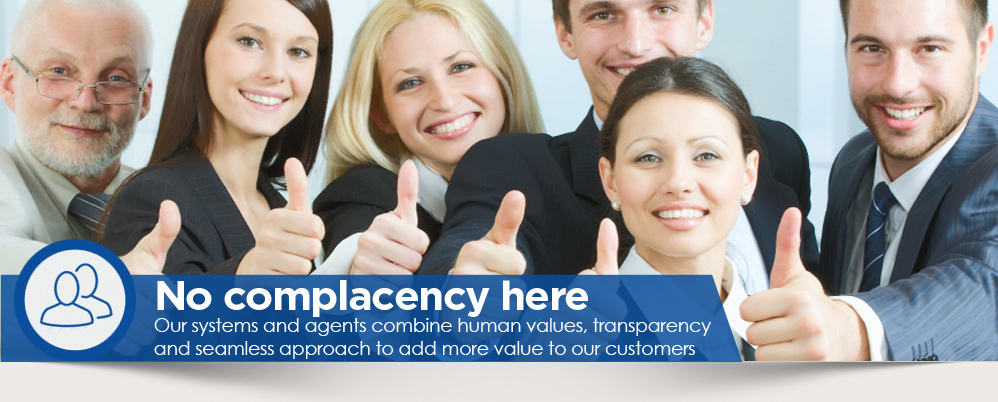 No complacency here
Our systems and agents combine human values, transparency
and seamless approach to add more value to our customers